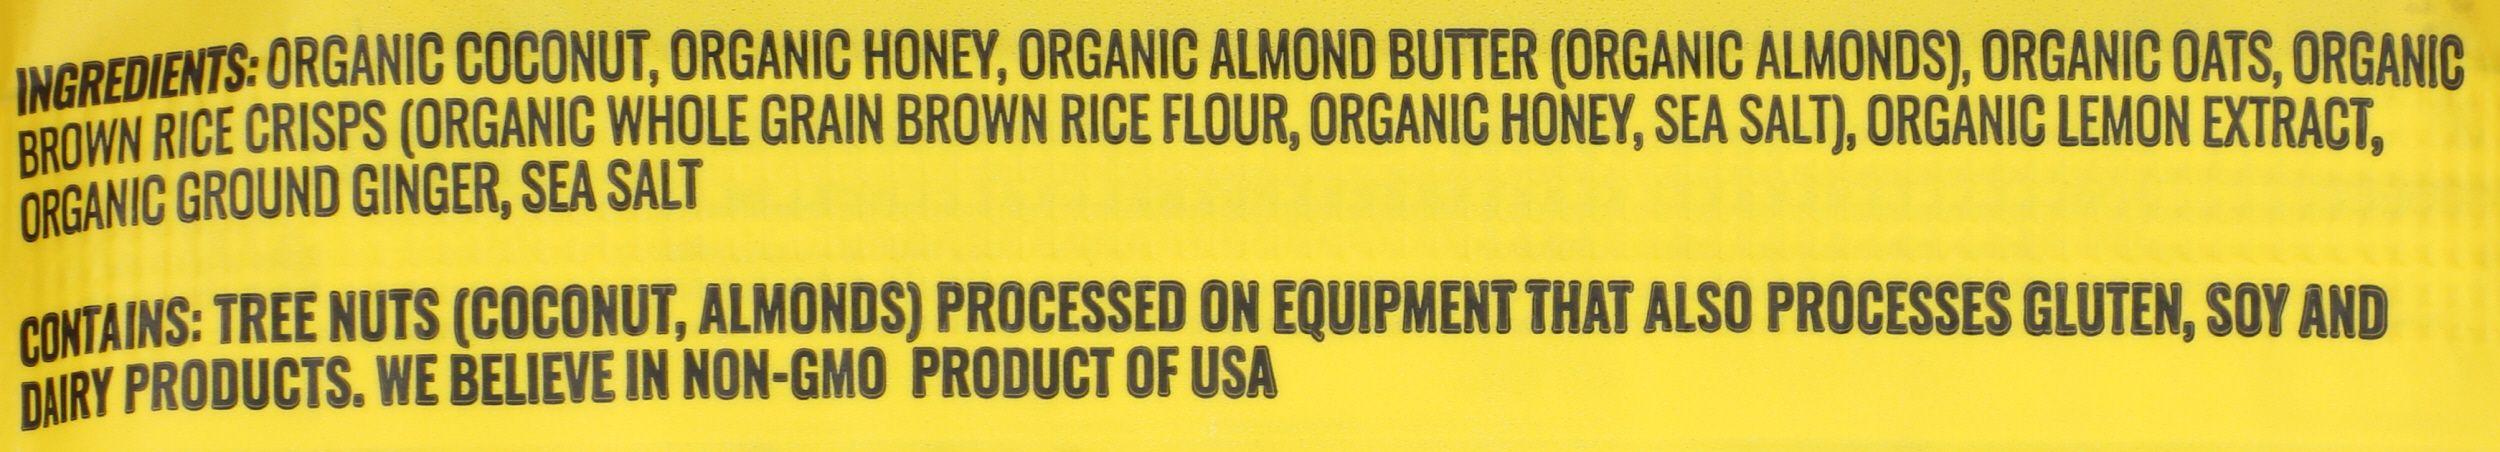 INGREDIENTS: ORGANIC COCONUT, ORGANIC HONEY, ORGANIC ALMOND BUTTER (ORGANIC ALMONDS), ORGANIC OATS, ORGANIC
BROWN RICE CRISPS (ORGANIC WHOLE GRAIN BROWN RICE FLOUR, ORGANIC HONEY, SEA SALT), ORGANIC LEMON EXTRACT,
ORGANIC GROUND GINGER, SEA SALT
CONTAINS: TREE NUTS (COCONUT, ALMONDS) PROCESSED ON EQUIPMENT THAT ALSO PROCESSES GLUTEN, SOY AND
DAIRY PRODUCTS. WE BELIEVE IN NON-GMO PRODUCT OF USA